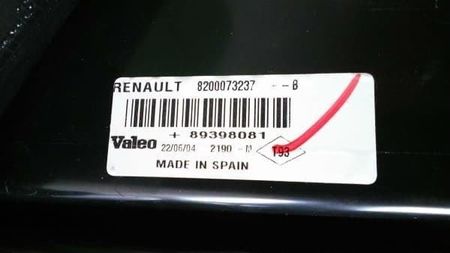 RENAULT 8200073237 --B
+ 89398081
Valeo 22/06/04 2190-N T93
MADE IN SPAIN